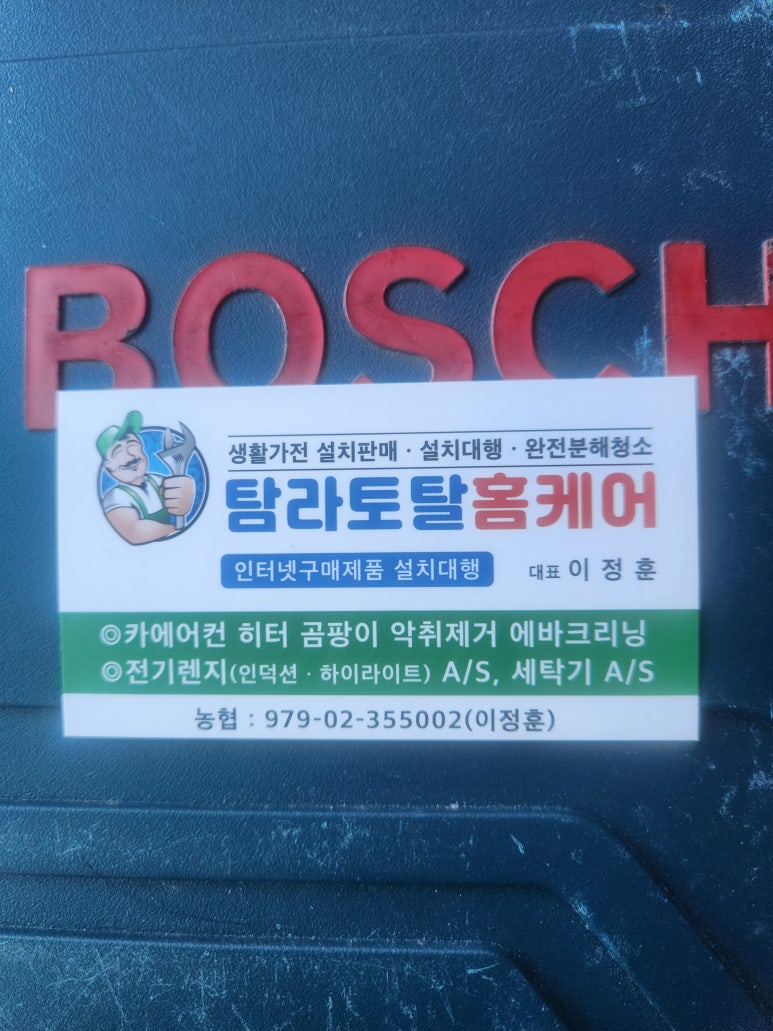 BOSCH
생활가전 설치판매 · 설치대행 · 완전분해청소
탐라토탈홈케어
인터넷구매제품 설치대행
대표 이정훈
◎카에어컨 히터 곰팡이 악취제거 에바크리닝
◎전기렌지(인덕션 · 하이라이트) A/S, 세탁기 A/S
농협 : 979-02-355002(이정훈)